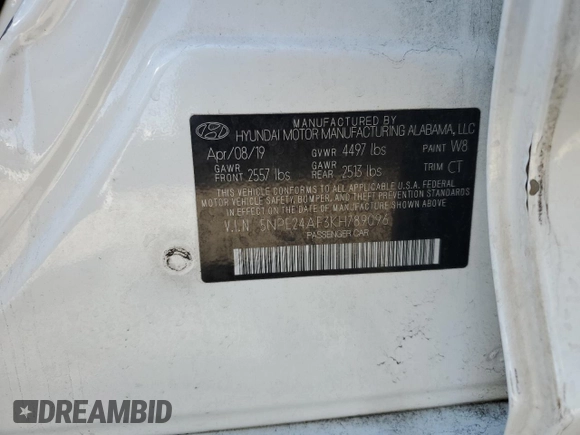 MANUFACTURED BY
HYUNDAI MOTOR MANUFACTURING ALABAMA, LLC
Apr/08/19 GVWR 4497 lbs PAINT W8
GAWR FRONT 2557 lbs GAWR REAR 2513 lbs TRIM CT
THIS VEHICLE CONFORMS TO ALL APPLICABLE U.S.A. FEDERAL
MOTOR VEHICLE SAFETY, BUMPER, AND THEFT PREVENTION STANDARDS
IN EFFECT ON THE DATE OF MANUFACTURE SHOWN ABOVE.
V.I.N.
PASSENGER CAR
DREAMBID